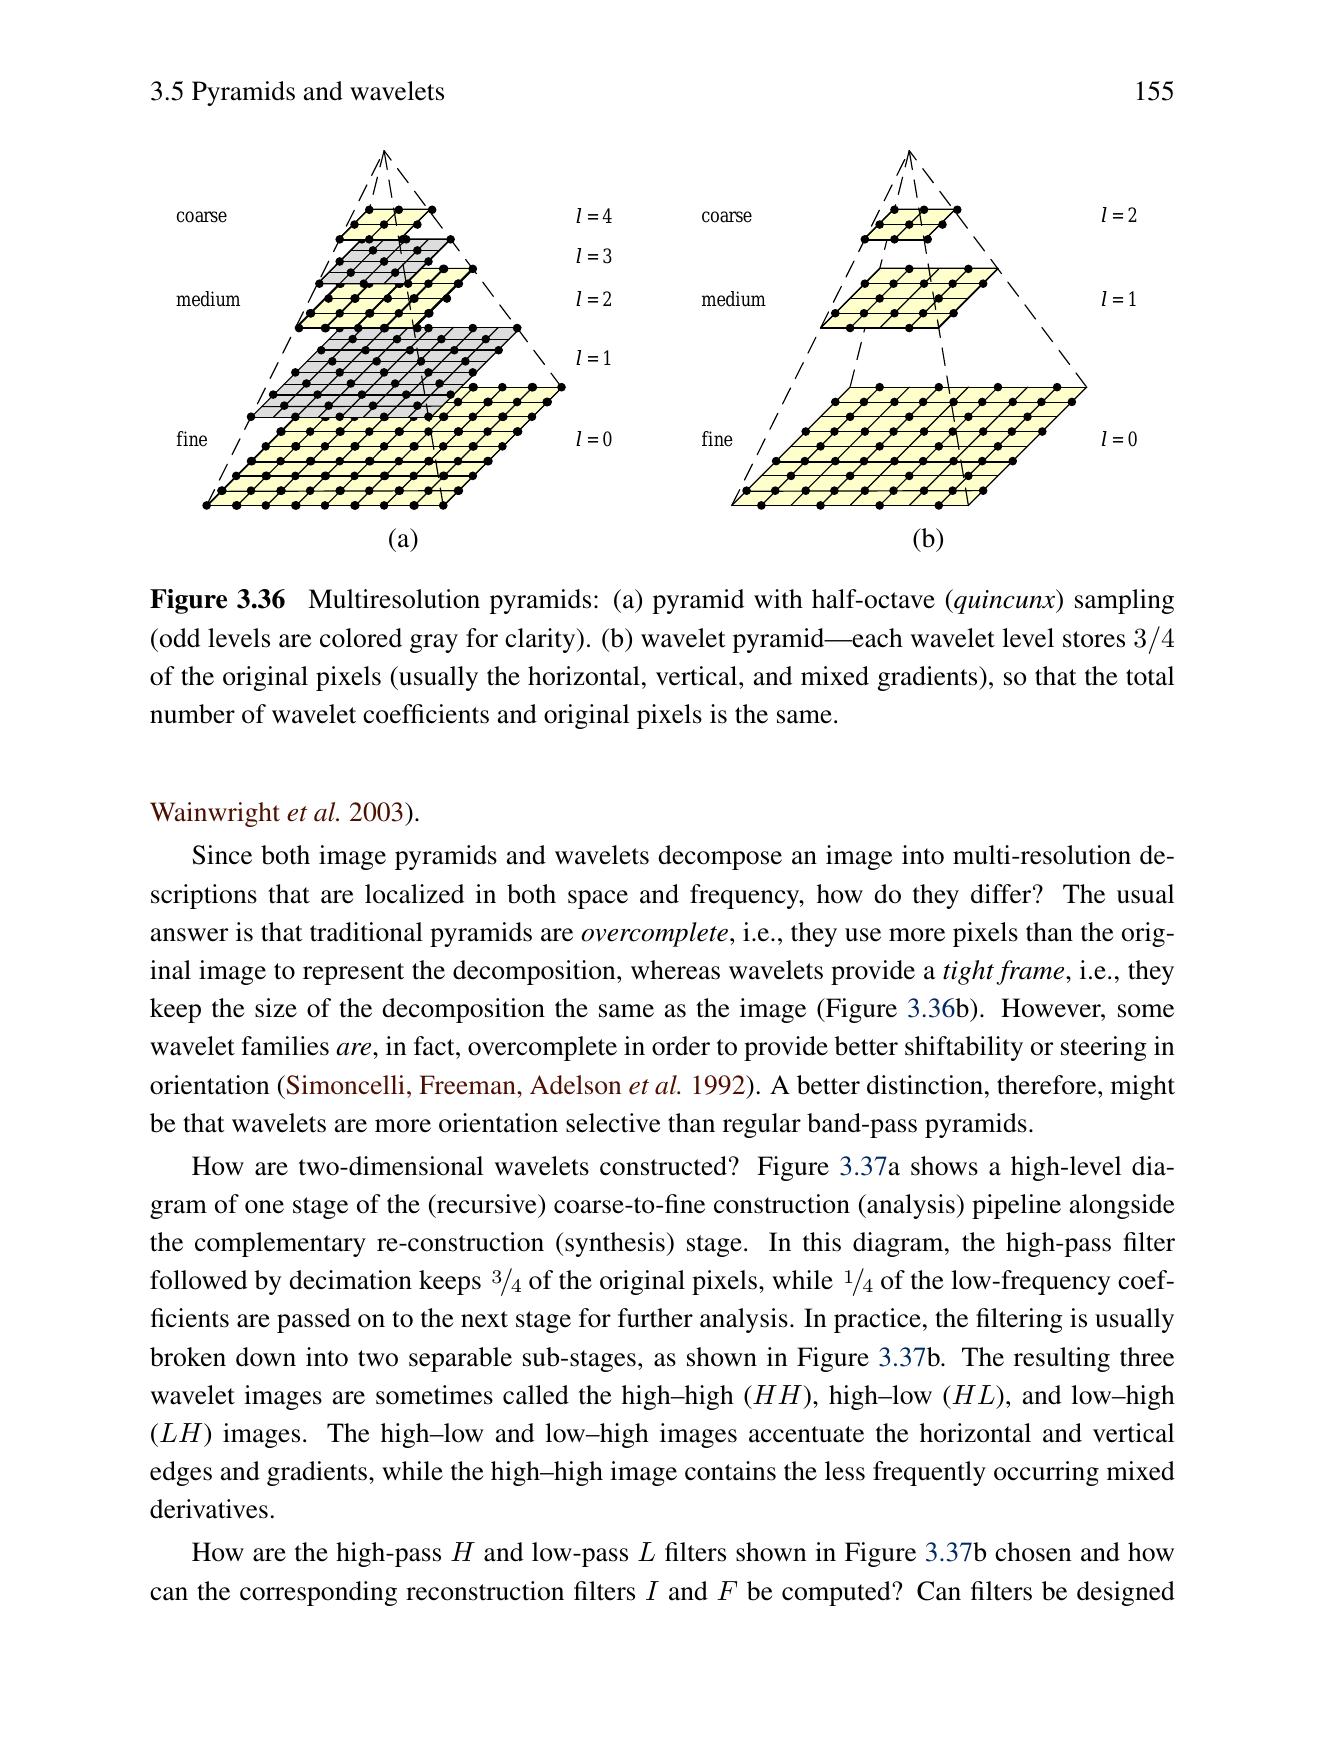 3.5 Pyramids and wavelets 155
coarse
medium
fine
l = 4
l = 3
l = 2
l = 1
l = 0
(a)
coarse
medium
fine
l = 2
l = 1
l = 0
(b)
Figure 3.36 Multiresolution pyramids: (a) pyramid with half-octave (quincunx) sampling
(odd levels are colored gray for clarity). (b) wavelet pyramid—each wavelet level stores 3/4
of the original pixels (usually the horizontal, vertical, and mixed gradients), so that the total
number of wavelet coefficients and original pixels is the same.
Wainwright et al. 2003).
Since both image pyramids and wavelets decompose an image into multi-resolution de-
scriptions that are localized in both space and frequency, how do they differ? The usual
answer is that traditional pyramids are overcomplete, i.e., they use more pixels than the orig-
inal image to represent the decomposition, whereas wavelets provide a tight frame, i.e., they
keep the size of the decomposition the same as the image (Figure 3.36b). However, some
wavelet families are, in fact, overcomplete in order to provide better shiftability or steering in
orientation (Simoncelli, Freeman, Adelson et al. 1992). A better distinction, therefore, might
be that wavelets are more orientation selective than regular band-pass pyramids.
How are two-dimensional wavelets constructed? Figure 3.37a shows a high-level dia-
gram of one stage of the (recursive) coarse-to-fine construction (analysis) pipeline alongside
the complementary re-construction (synthesis) stage. In this diagram, the high-pass filter
followed by decimation keeps 3/4 of the original pixels, while 1/4 of the low-frequency coef-
ficients are passed on to the next stage for further analysis. In practice, the filtering is usually
broken down into two separable sub-stages, as shown in Figure 3.37b. The resulting three
wavelet images are sometimes called the high–high (HH), high–low (HL), and low–high
(LH) images. The high–low and low–high images accentuate the horizontal and vertical
edges and gradients, while the high–high image contains the less frequently occurring mixed
derivatives.
How are the high-pass H and low-pass L filters shown in Figure 3.37b chosen and how
can the corresponding reconstruction filters I and F be computed? Can filters be designed